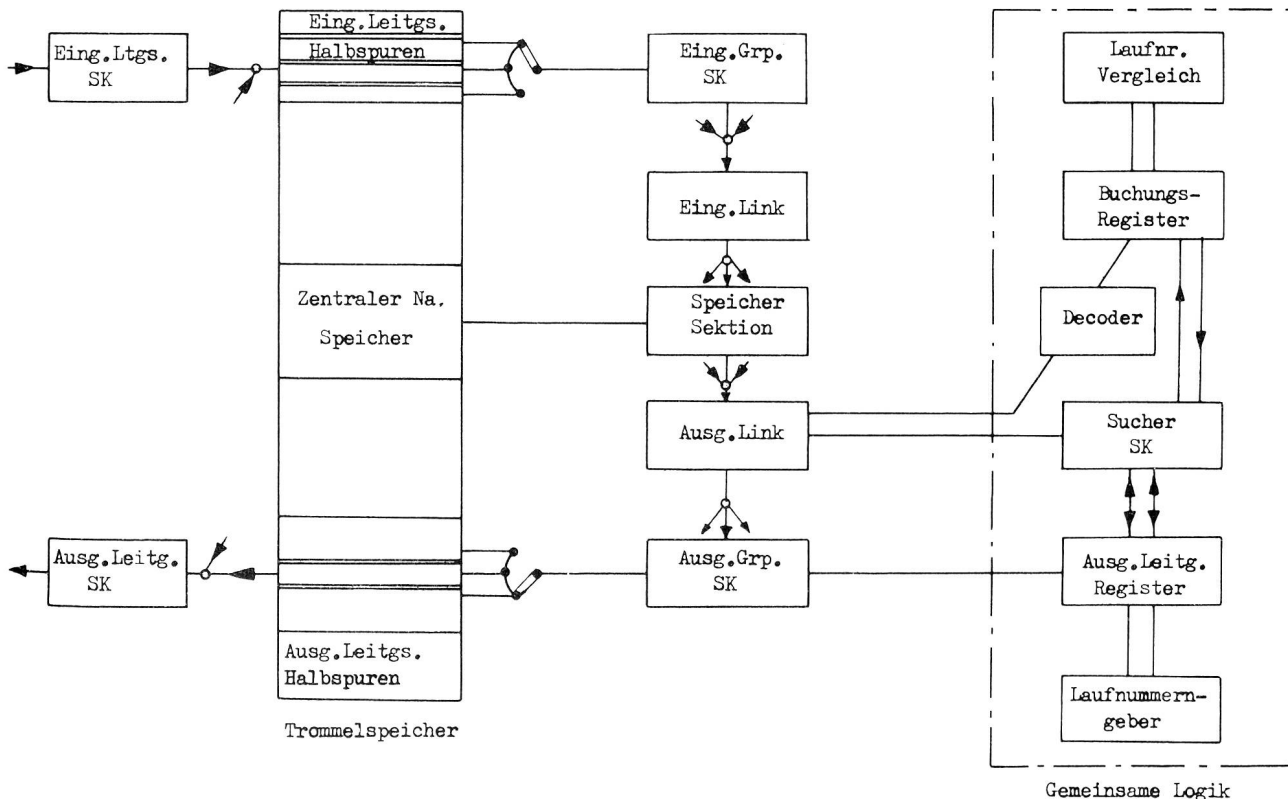 Eing.Ltgs.
SK
Eing.Leitgs.
Halbspuren
Eing.Grp.
SK
Laufnr.
Vergleich
Eing.Link
Buchungs-
Register
Zentraler Na.
Speicher
Speicher
Sektion
Decoder
Ausg.Link
Sucher
SK
Ausg.Leitg.
SK
Ausg.Grp.
SK
Ausg.Leitg.
Register
Ausg.Leitgs.
Halbspuren
Laufnummern-
geber
Trommelspeicher
Gemeinsame Logik